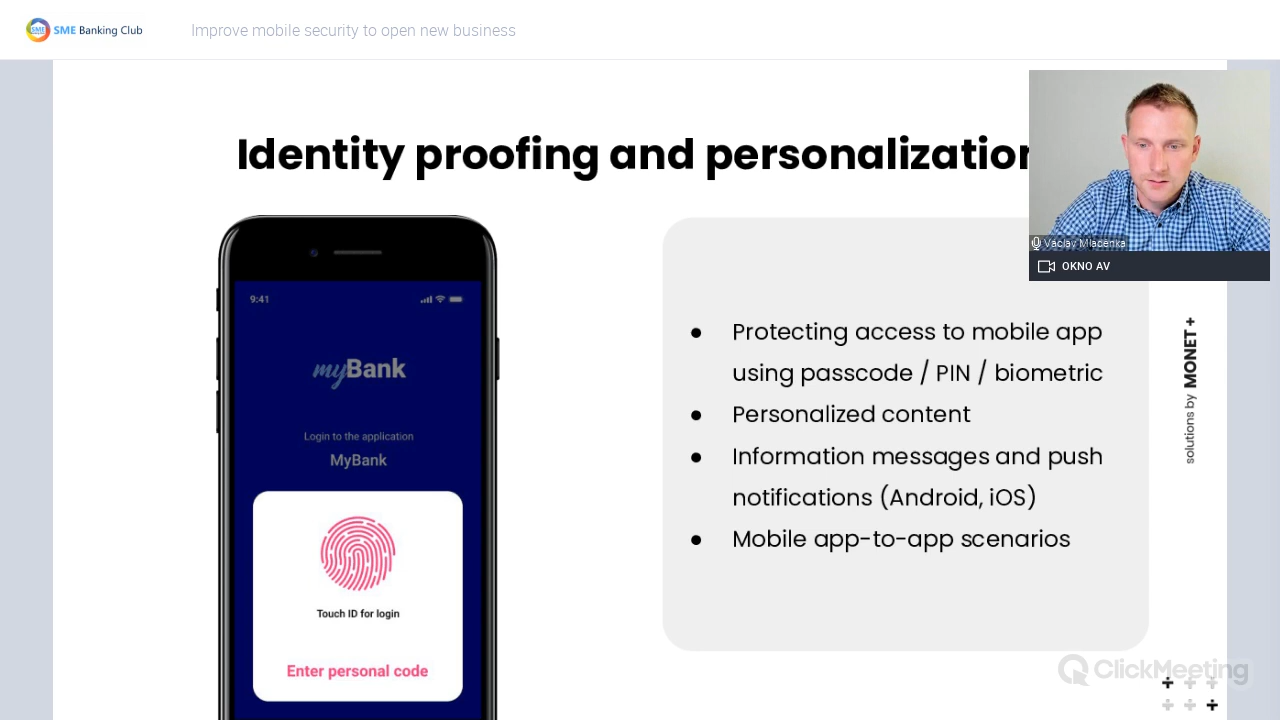 SME Banking Club
Improve mobile security to open new business
Identity proofing and personalization
Vaclav Mlacenka
OKNO AV
9:41
myBank
Login to the application
MyBank
Touch ID for login
Enter personal code
● Protecting access to mobile app
using passcode / PIN / biometric
● Personalized content
● Information messages and push
notifications (Android, iOS)
● Mobile app-to-app scenarios
solutions by MONET+
ClickMeeting